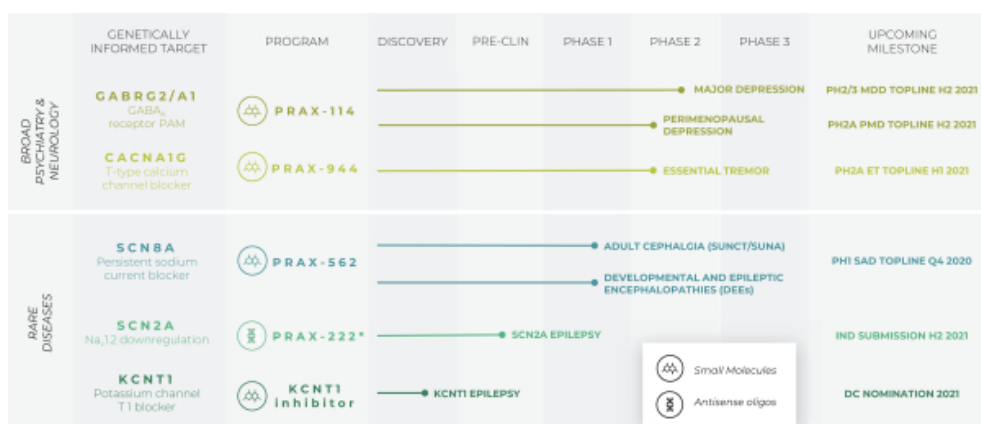 GENETICALLY
INFORMED TARGET
PROGRAM
DISCOVERY
PRE-CLIN
PHASE 1
PHASE 2
PHASE 3
UPCOMING
MILESTONE
BROAD
PSYCHIATRY &
NEUROLOGY
GABRG2/A1
GABAA
receptor PAM
PRAX-114
MAJOR DEPRESSION
PH2/3 MDD TOPLINE H2 2021
PERIMENOPAUSAL
DEPRESSION
PH2A PMD TOPLINE H2 2021
CACNA1G
T-type calcium
channel blocker
PRAX-944
ESSENTIAL TREMOR
PH2A ET TOPLINE H1 2021
RARE
DISEASES
SCN8A
Persistent sodium
current blocker
PRAX-562
ADULT CEPHALGIA (SUNCT/SUNA)
DEVELOPMENTAL AND EPILEPTIC
ENCEPHALOPATHIES (DEEs)
PH1 SAD TOPLINE Q4 2020
SCN2A
Nav1.2 downregulation
PRAX-222*
SCN2A EPILEPSY
IND SUBMISSION H2 2021
KCNT1
Potassium channel
T1 blocker
KCNT1
inhibitor
KCNT1 EPILEPSY
DC NOMINATION 2021
Small Molecules
Antisense oligos